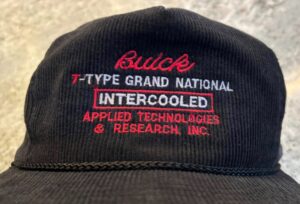 Buick
T-TYPE GRAND NATIONAL
INTERCOOLED
APPLIED TECHNOLOGIES
& RESEARCH, INC.